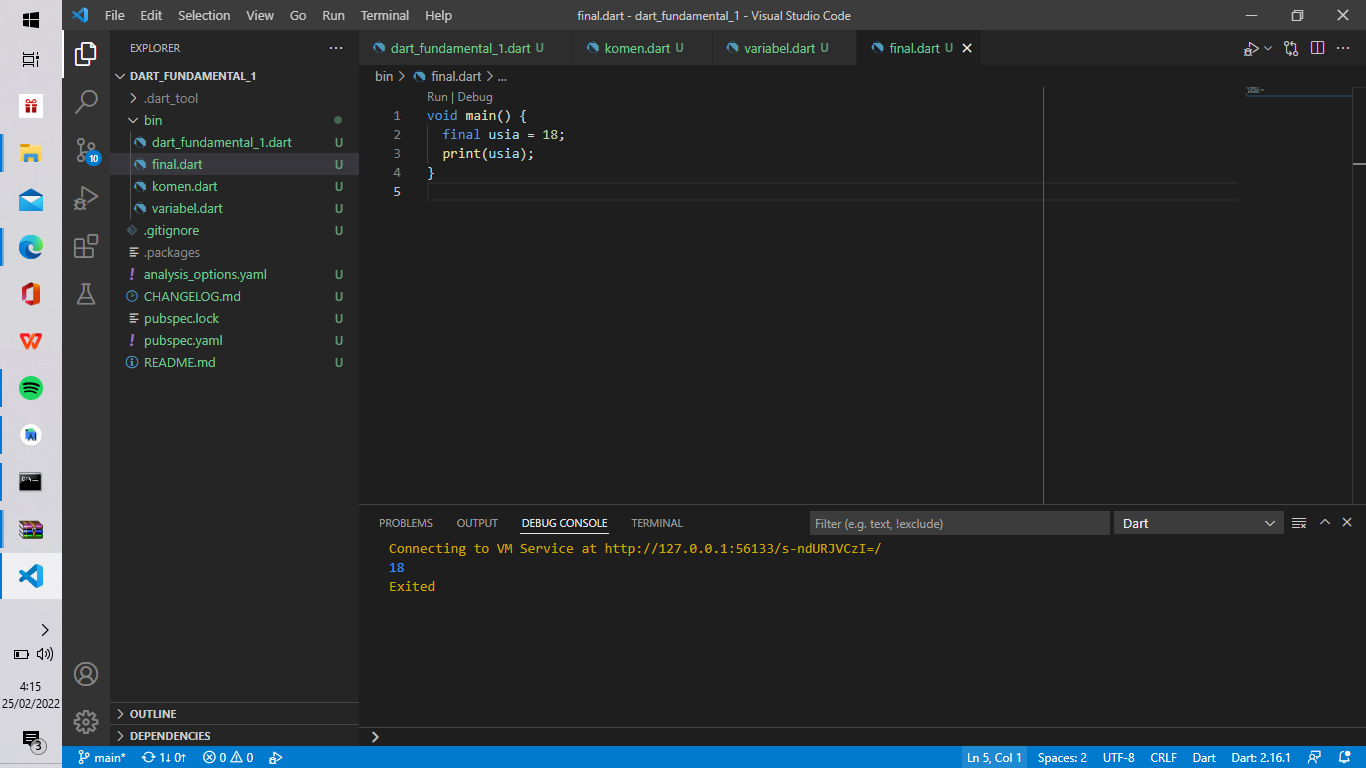 File Edit Selection View Go Run Terminal Help
final.dart - dart_fundamental_1 - Visual Studio Code
EXPLORER
DART_FUNDAMENTAL_1
.dart_tool
bin
dart_fundamental_1.dart U
final.dart U
komen.dart U
variabel.dart U
.gitignore U
.packages
analysis_options.yaml U
CHANGELOG.md U
pubspec.lock U
pubspec.yaml U
README.md U
OUTLINE
DEPENDENCIES
10
dart_fundamental_1.dart U
komen.dart U
variabel.dart U
final.dart U
bin > final.dart > ...
Run | Debug
1 void main() {
2 final usia = 18;
3 print(usia);
4 }
5
PROBLEMS OUTPUT DEBUG CONSOLE TERMINAL
Filter (e.g. text, !exclude)
Dart
Connecting to VM Service at http://127.0.0.1:56133/s-ndURJVCzI=/
18
Exited
4:15
25/02/2022
3
main* 1↓ 0↑ 0 0
Ln 5, Col 1 Spaces: 2 UTF-8 CRLF Dart Dart: 2.16.1